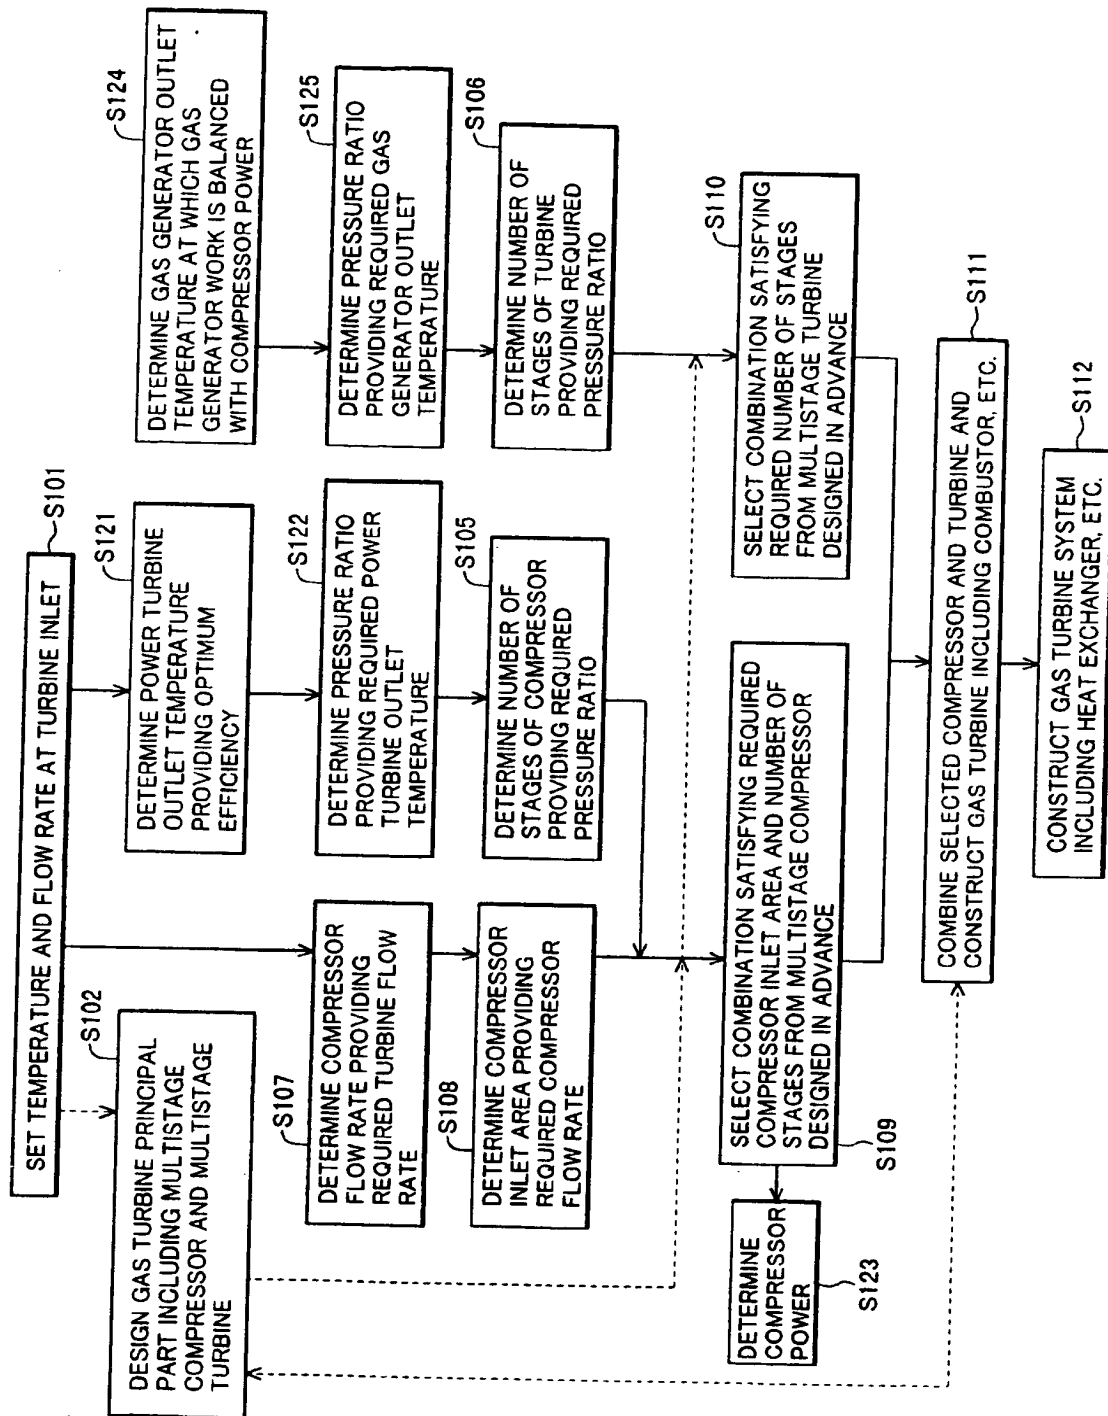 SET TEMPERATURE AND FLOW RATE AT TURBINE INLET
S101
DESIGN GAS TURBINE PRINCIPAL
PART INCLUDING MULTISTAGE
COMPRESSOR AND MULTISTAGE
TURBINE
S102
DETERMINE POWER TURBINE
OUTLET TEMPERATURE
PROVIDING OPTIMUM
EFFICIENCY
S121
DETERMINE GAS GENERATOR OUTLET
TEMPERATURE AT WHICH GAS
GENERATOR WORK IS BALANCED
WITH COMPRESSOR POWER
S124
DETERMINE COMPRESSOR
FLOW RATE PROVIDING
REQUIRED TURBINE FLOW
RATE
S107
DETERMINE PRESSURE RATIO
PROVIDING REQUIRED POWER
TURBINE OUTLET
TEMPERATURE
S122
DETERMINE PRESSURE RATIO
PROVIDING REQUIRED GAS
GENERATOR OUTLET
TEMPERATURE
S125
DETERMINE COMPRESSOR
INLET AREA PROVIDING
REQUIRED COMPRESSOR
FLOW RATE
S108
DETERMINE NUMBER OF
STAGES OF COMPRESSOR
PROVIDING REQUIRED
PRESSURE RATIO
S105
DETERMINE NUMBER OF
STAGES OF TURBINE
PROVIDING REQUIRED
PRESSURE RATIO
S106
DETERMINE
COMPRESSOR
POWER
S123
SELECT COMBINATION SATISFYING REQUIRED
COMPRESSOR INLET AREA AND NUMBER OF
STAGES FROM MULTISTAGE COMPRESSOR
DESIGNED IN ADVANCE
S109
SELECT COMBINATION SATISFYING
REQUIRED NUMBER OF STAGES
FROM MULTISTAGE TURBINE
DESIGNED IN ADVANCE
S110
COMBINE SELECTED COMPRESSOR AND TURBINE AND
CONSTRUCT GAS TURBINE INCLUDING COMBUSTOR, ETC.
S111
CONSTRUCT GAS TURBINE SYSTEM
INCLUDING HEAT EXCHANGER, ETC.
S112